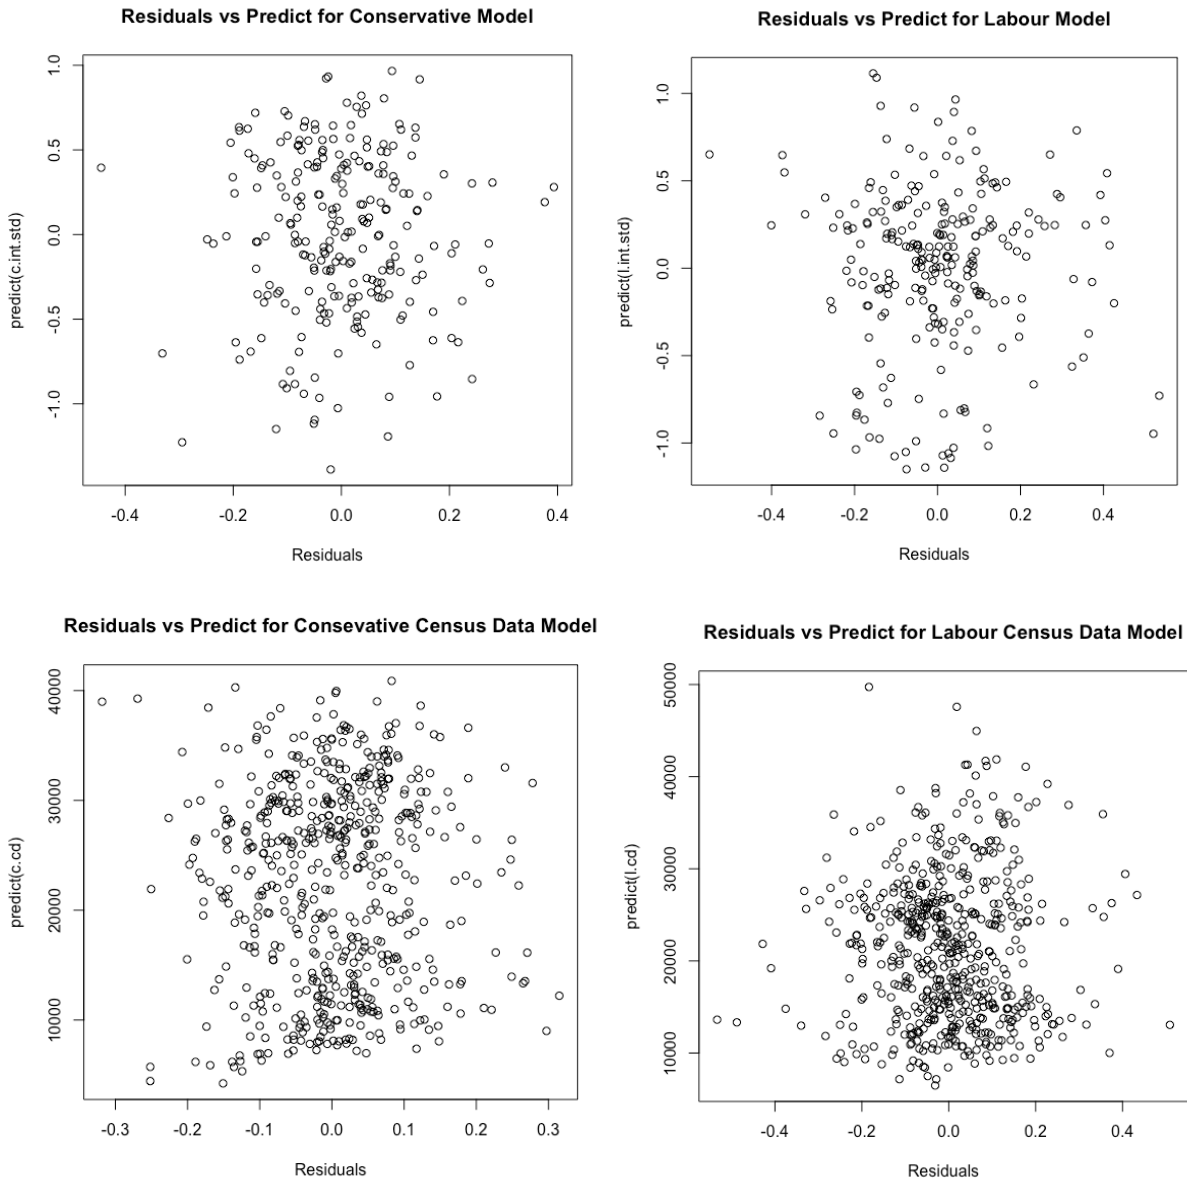 Residuals vs Predict for Conservative Model
predict(c.int.std)
1.0
0.5
0.0
-0.5
-1.0
-0.4 -0.2 0.0 0.2 0.4
Residuals
Residuals vs Predict for Labour Model
predict(l.int.std)
1.0
0.5
0.0
-0.5
-1.0
-0.4 -0.2 0.0 0.2 0.4
Residuals
Residuals vs Predict for Consevative Census Data Model
predict(c.cd)
40000
30000
20000
10000
-0.3 -0.2 -0.1 0.0 0.1 0.2 0.3
Residuals
Residuals vs Predict for Labour Census Data Model
predict(l.cd)
50000
40000
30000
20000
10000
-0.4 -0.2 0.0 0.2 0.4
Residuals